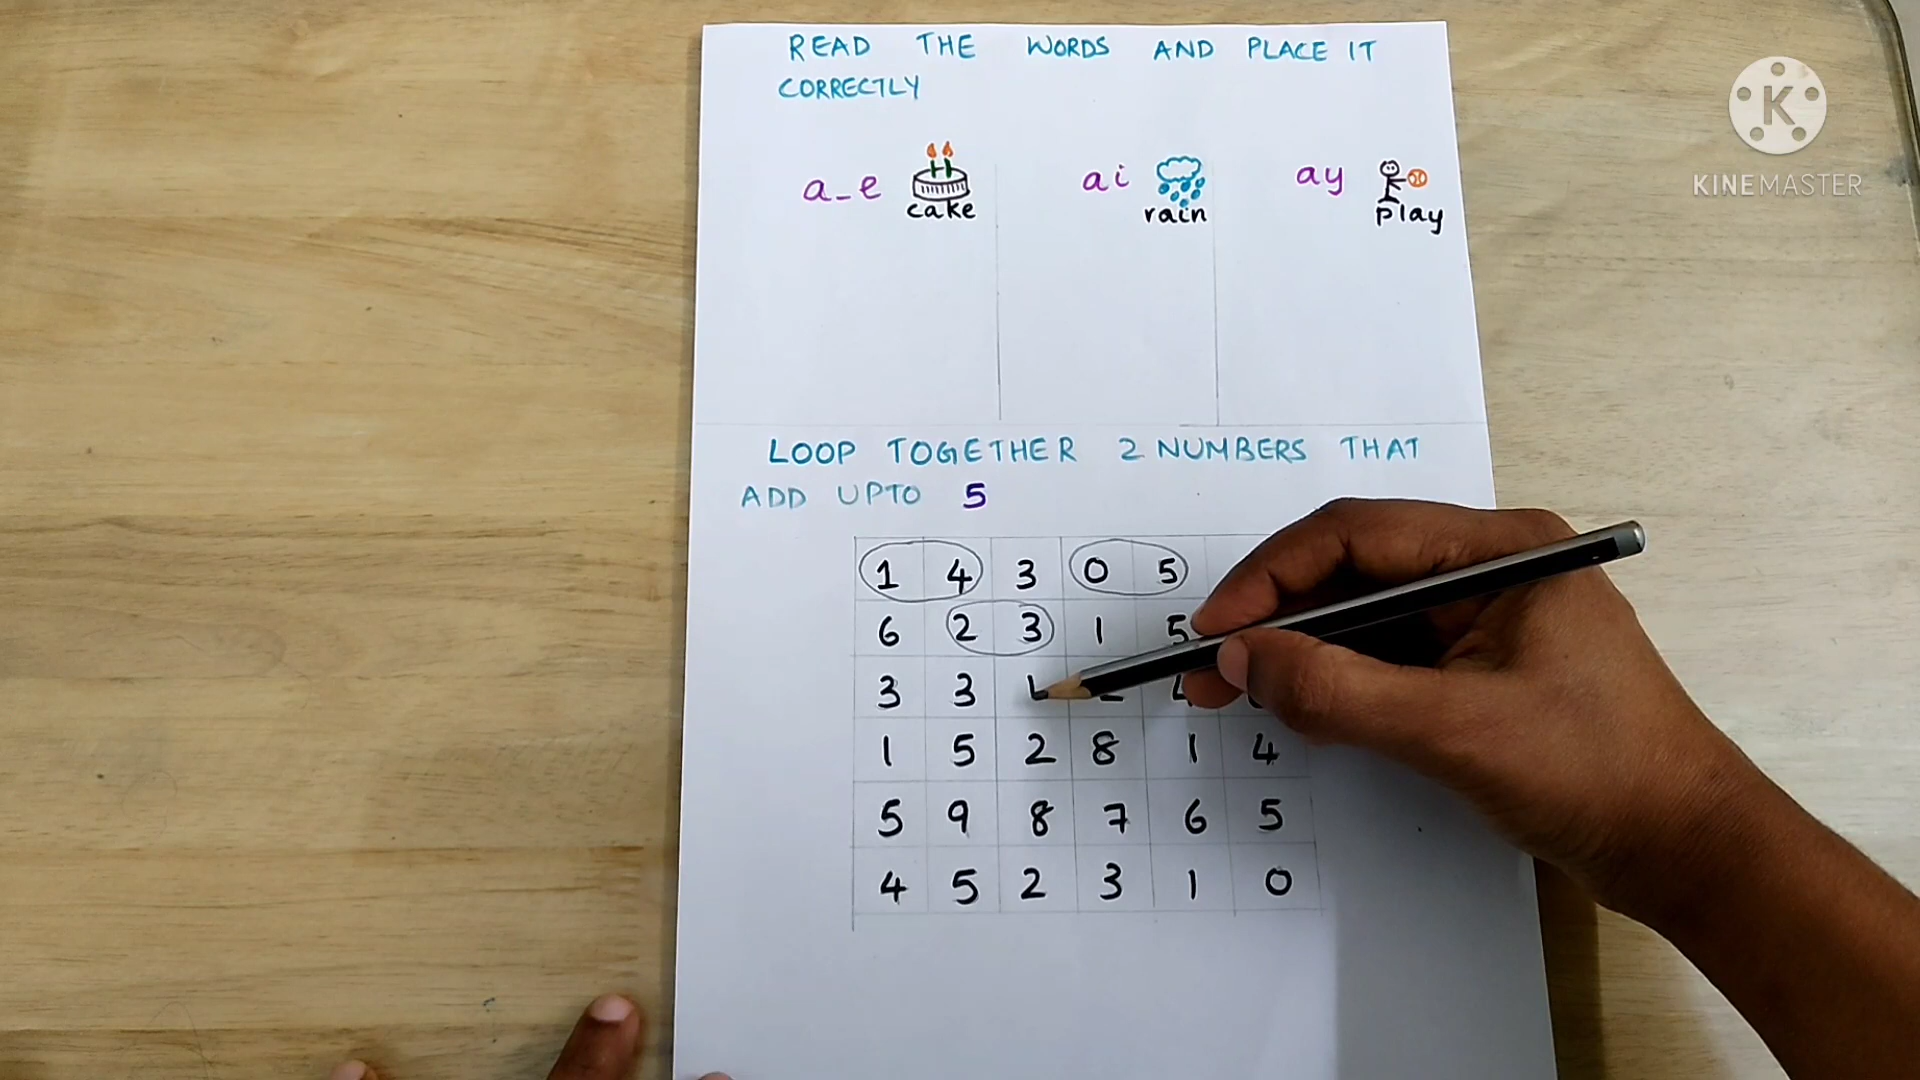 READ THE WORDS AND PLACE IT
CORRECTLY
K
KINEMASTER
a_e cake ai rain ay play
LOOP TOGETHER 2 NUMBERS THAT
ADD UPTO 5
1 4 3 0 5
6 2 3 1 5
3 3
1 5 2 8 1 4
5 9 8 7 6 5
4 5 2 3 1 0